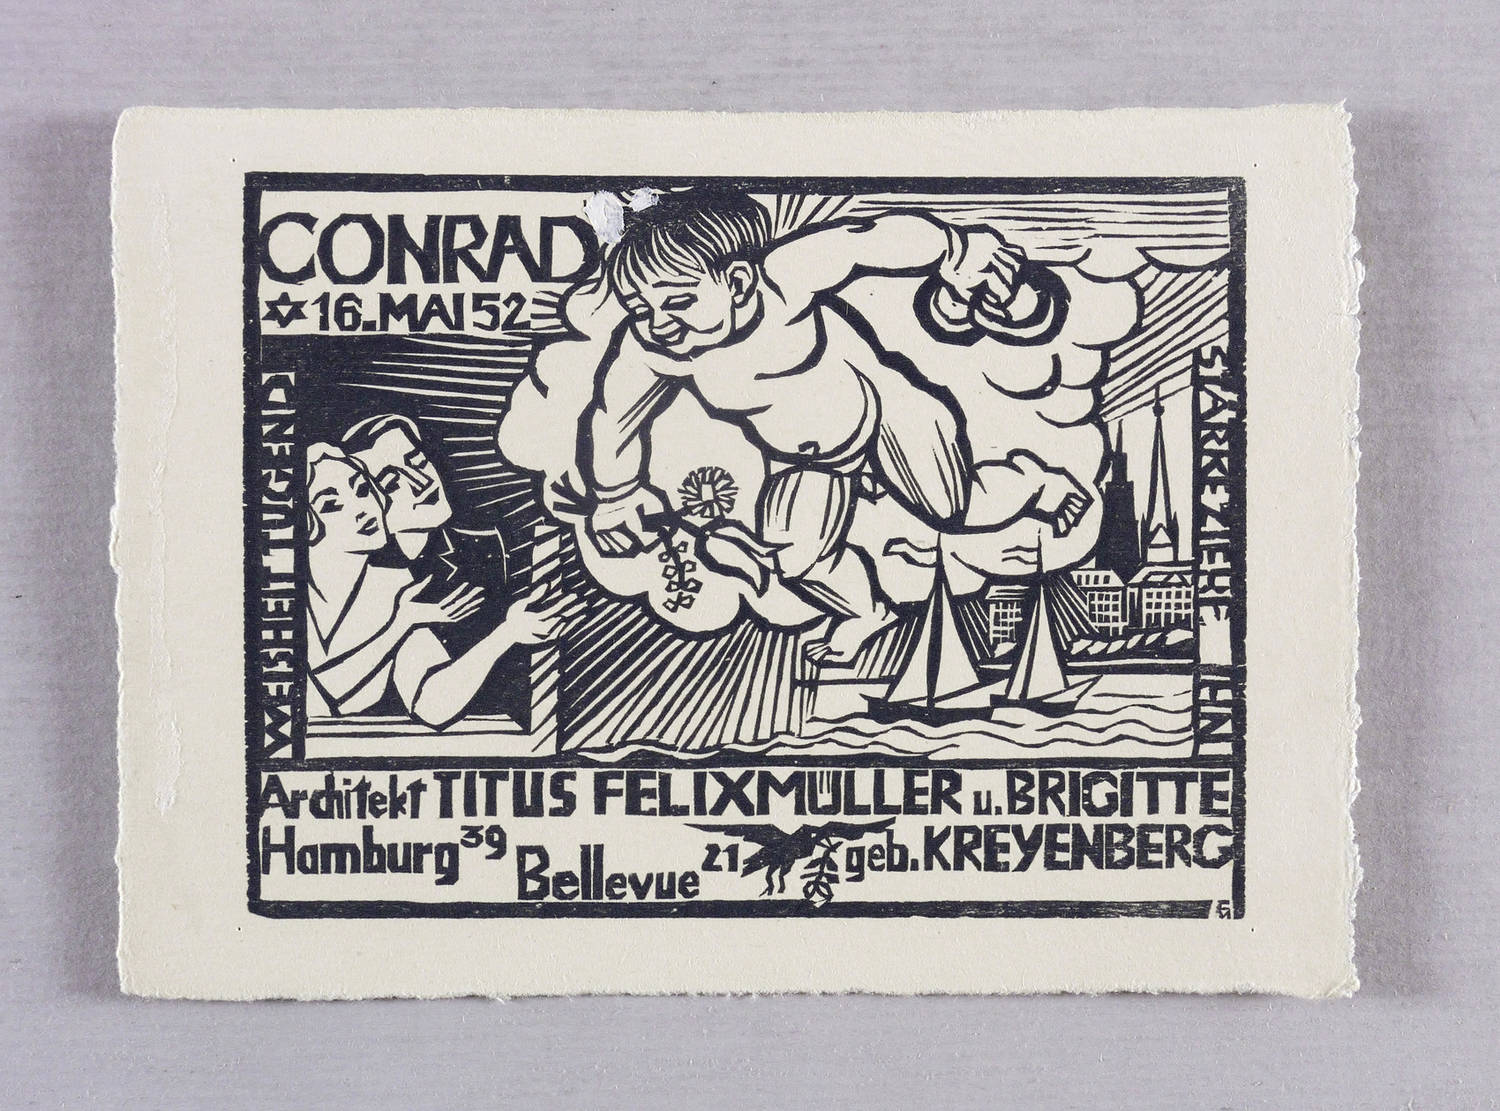 CONRAD
✡ 16. MAI 52
WEISHEIT TUGEND
STÄRKE ZIERE IHN
Architekt TITUS FELIXMÜLLER u. BRIGITTE
Hamburg 39 Bellevue 21 geb. KREYENBERG